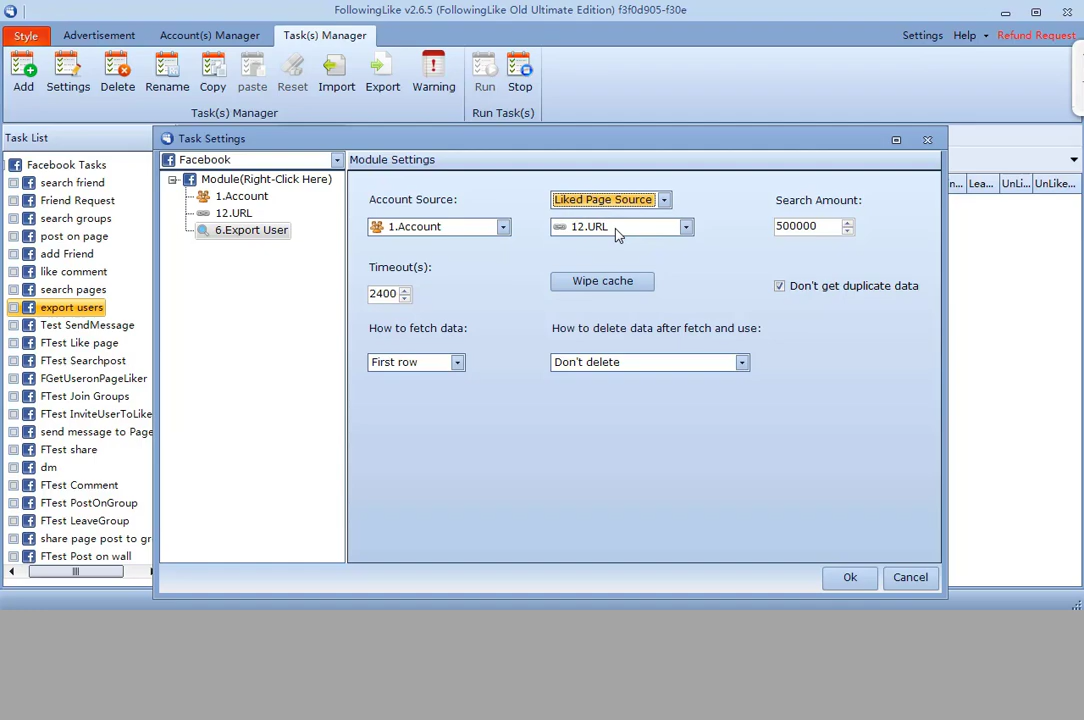 FollowingLike v2.6.5 (FollowingLike Old Ultimate Edition) f3f0d905-f30e
Style Advertisement Account(s) Manager Task(s) Manager Settings Help Refund Request
Add Settings Delete Rename Copy paste Reset Import Export Warning Run Stop
Task(s) Manager Run Task(s)
Task List
Task Settings
Facebook Module Settings
Facebook Tasks
search friend
Friend Request
search groups
post on page
add Friend
like comment
search pages
export users
Test SendMessage
FTest Like page
FTest Searchpost
FGetUseronPageLiker
FTest Join Groups
FTest InviteUserToLike
send message to Page
FTest share
dm
FTest Comment
FTest PostOnGroup
FTest LeaveGroup
share page post to gr
FTest Post on wall
Module(Right-Click Here)
1.Account
12.URL
6.Export User
Account Source: Liked Page Source Search Amount:
1.Account 12.URL 500000
Timeout(s):
2400 Wipe cache Don't get duplicate data
How to fetch data: How to delete data after fetch and use:
First row Don't delete
Ok Cancel
in... Lea... UnLi... UnLike...